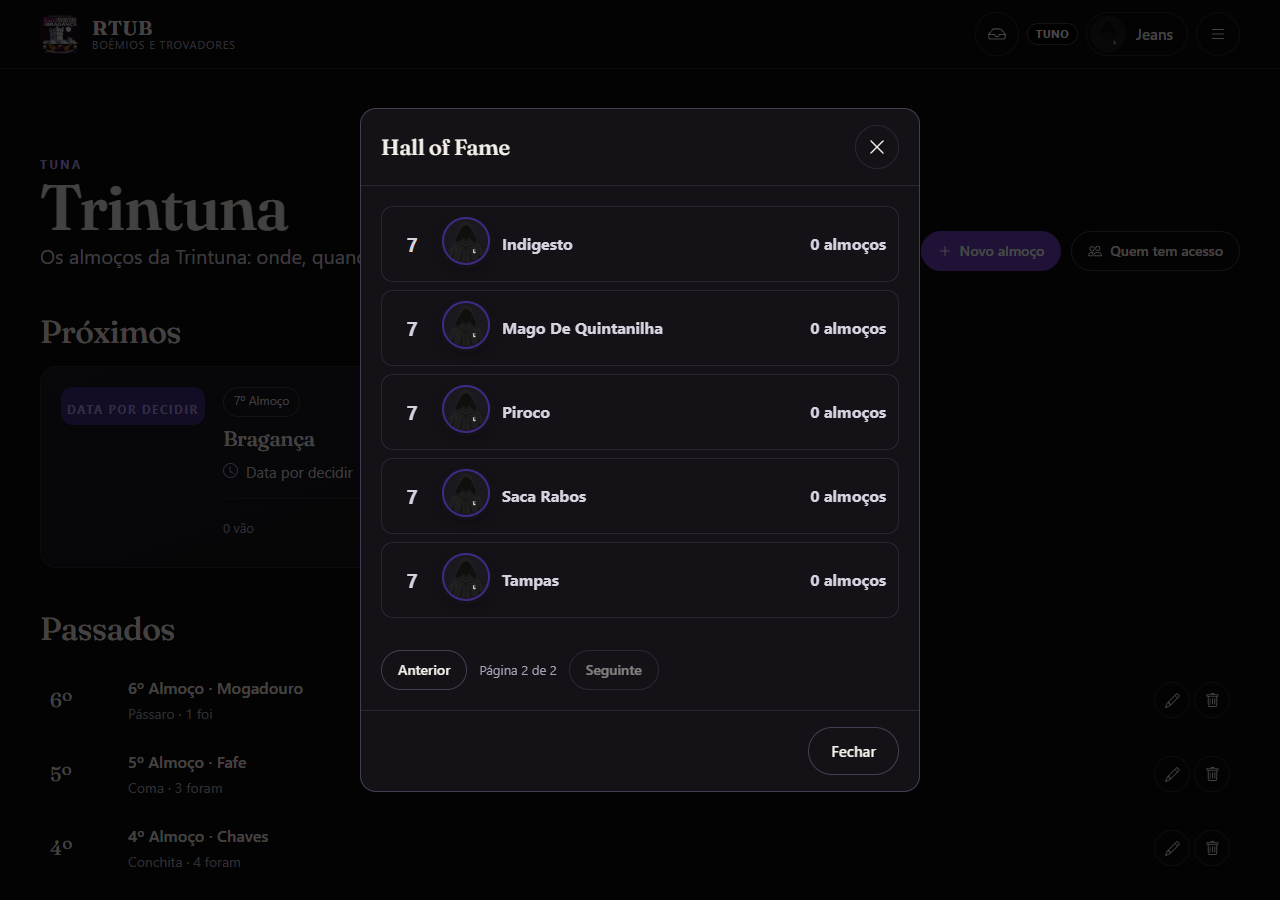 RTUB
BOÉMIOS E TROVADORES
TUNO
Jeans
TUNA
Trintuna
Os almoços da Trintuna: onde, quand
Novo almoço
Quem tem acesso
Próximos
DATA POR DECIDIR
7º Almoço
Bragança
Data por decidir
0 vão
Passados
6º
6º Almoço · Mogadouro
Pássaro · 1 foi
5º
5º Almoço · Fafe
Coma · 3 foram
4º
4º Almoço · Chaves
Conchita · 4 foram
Hall of Fame
7 Indigesto 0 almoços
7 Mago De Quintanilha 0 almoços
7 Piroco 0 almoços
7 Saca Rabos 0 almoços
7 Tampas 0 almoços
Anterior Página 2 de 2 Seguinte
Fechar